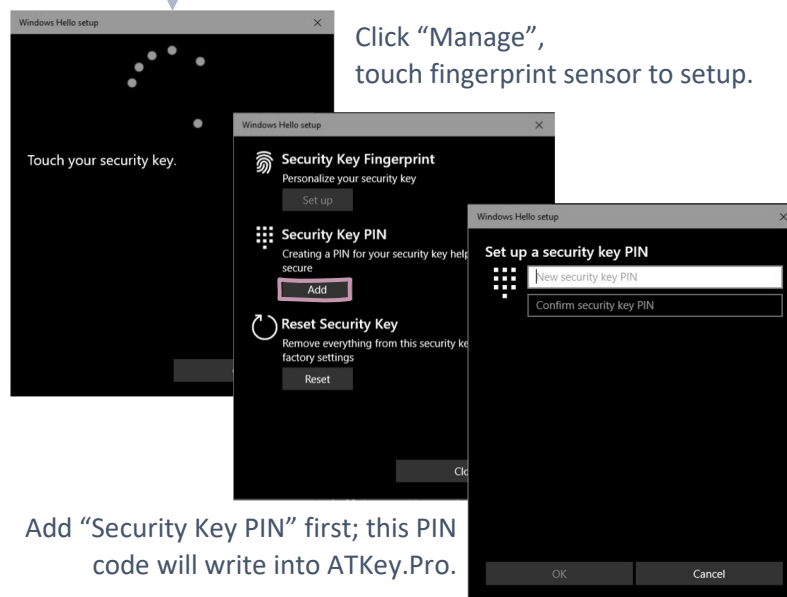 Windows Hello setup
Click “Manage”,
touch fingerprint sensor to setup.
Touch your security key.
Windows Hello setup
Security Key Fingerprint
Personalize your security key
Set up
Security Key PIN
Creating a PIN for your security key help
secure
Add
Reset Security Key
Remove everything from this security ke
factory settings
Reset
Clo
Windows Hello setup
Set up a security key PIN
New security key PIN
Confirm security key PIN
OK
Cancel
Add “Security Key PIN” first; this PIN
code will write into ATKey.Pro.